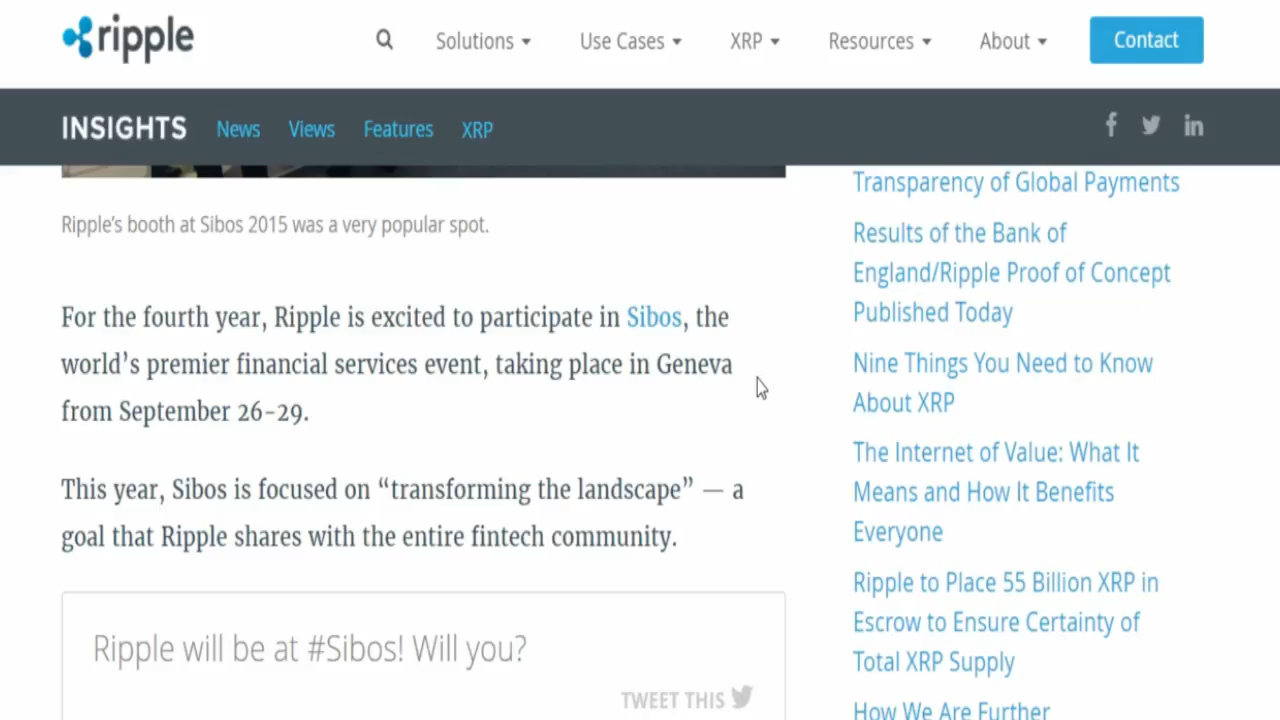 ripple
Solutions
Use Cases
XRP
Resources
About
Contact
INSIGHTS
News
Views
Features
XRP
Ripple's booth at Sibos 2015 was a very popular spot.
For the fourth year, Ripple is excited to participate in Sibos, the
world's premier financial services event, taking place in Geneva
from September 26-29.
This year, Sibos is focused on “transforming the landscape” — a
goal that Ripple shares with the entire fintech community.
Ripple will be at #Sibos! Will you?
TWEET THIS
Transparency of Global Payments
Results of the Bank of
England/Ripple Proof of Concept
Published Today
Nine Things You Need to Know
About XRP
The Internet of Value: What It
Means and How It Benefits
Everyone
Ripple to Place 55 Billion XRP in
Escrow to Ensure Certainty of
Total XRP Supply
How We Are Further